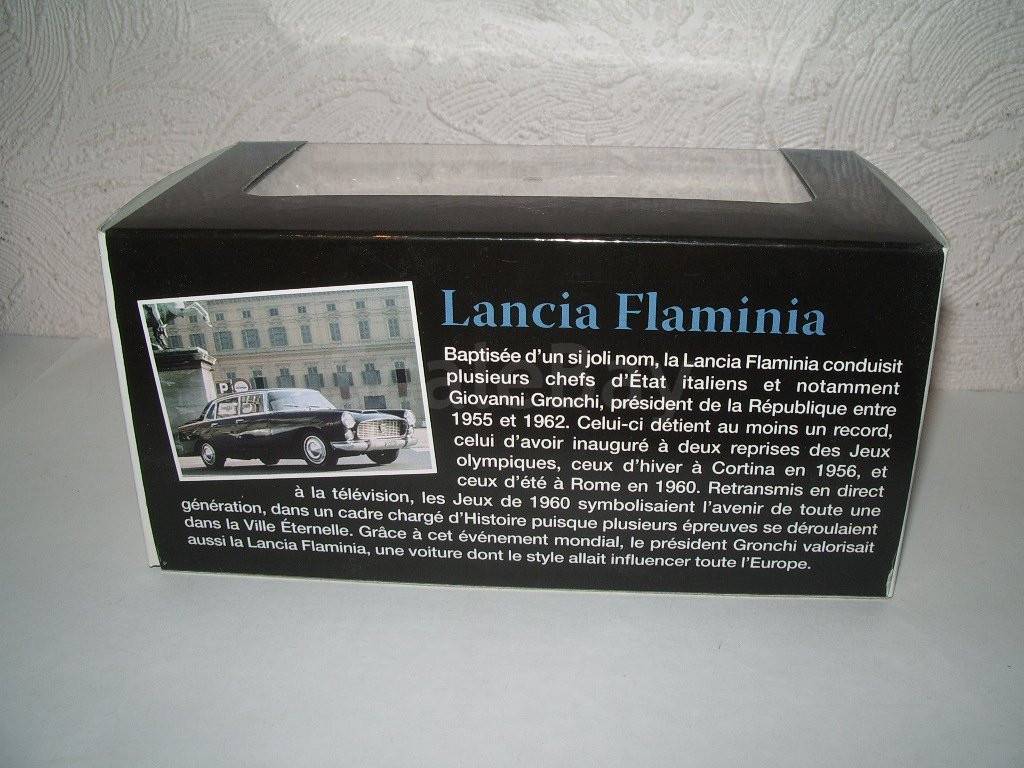 Lancia Flaminia
Baptisée d'un si joli nom, la Lancia Flaminia conduisit
plusieurs chefs d'État italiens et notamment
Giovanni Gronchi, président de la République entre
1955 et 1962. Celui-ci détient au moins un record,
celui d'avoir inauguré à deux reprises des Jeux
olympiques, ceux d'hiver à Cortina en 1956, et
ceux d'été à Rome en 1960. Retransmis en direct
à la télévision, les Jeux de 1960 symbolisaient l'avenir de toute une
génération, dans un cadre chargé d'Histoire puisque plusieurs épreuves se déroulaient
dans la Ville Éternelle. Grâce à cet événement mondial, le président Gronchi valorisait
aussi la Lancia Flaminia, une voiture dont le style allait influencer toute l'Europe.